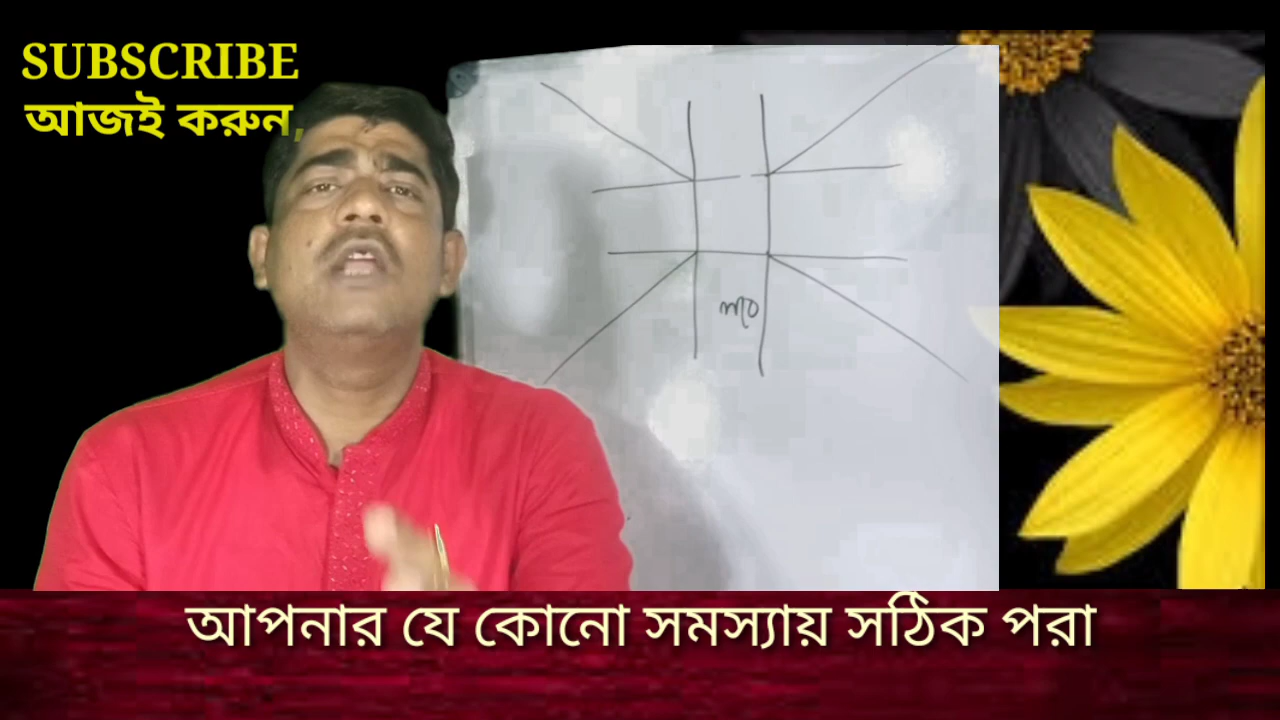 SUBSCRIBE
আজই করুন,
আপনার যে কোনো সমস্যায় সঠিক পরা